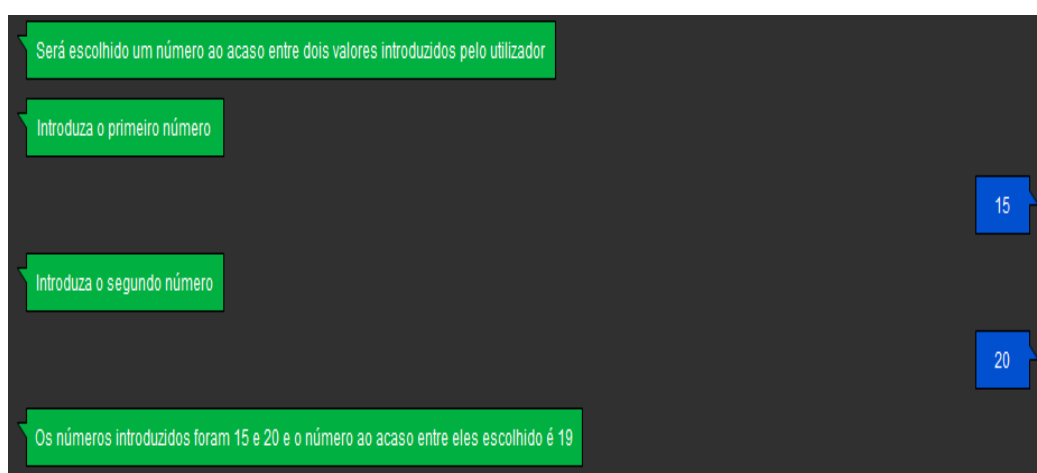 Será escolhido um número ao acaso entre dois valores introduzidos pelo utilizador
Introduza o primeiro número
15
Introduza o segundo número
20
Os números introduzidos foram 15 e 20 e o número ao acaso entre eles escolhido é 19